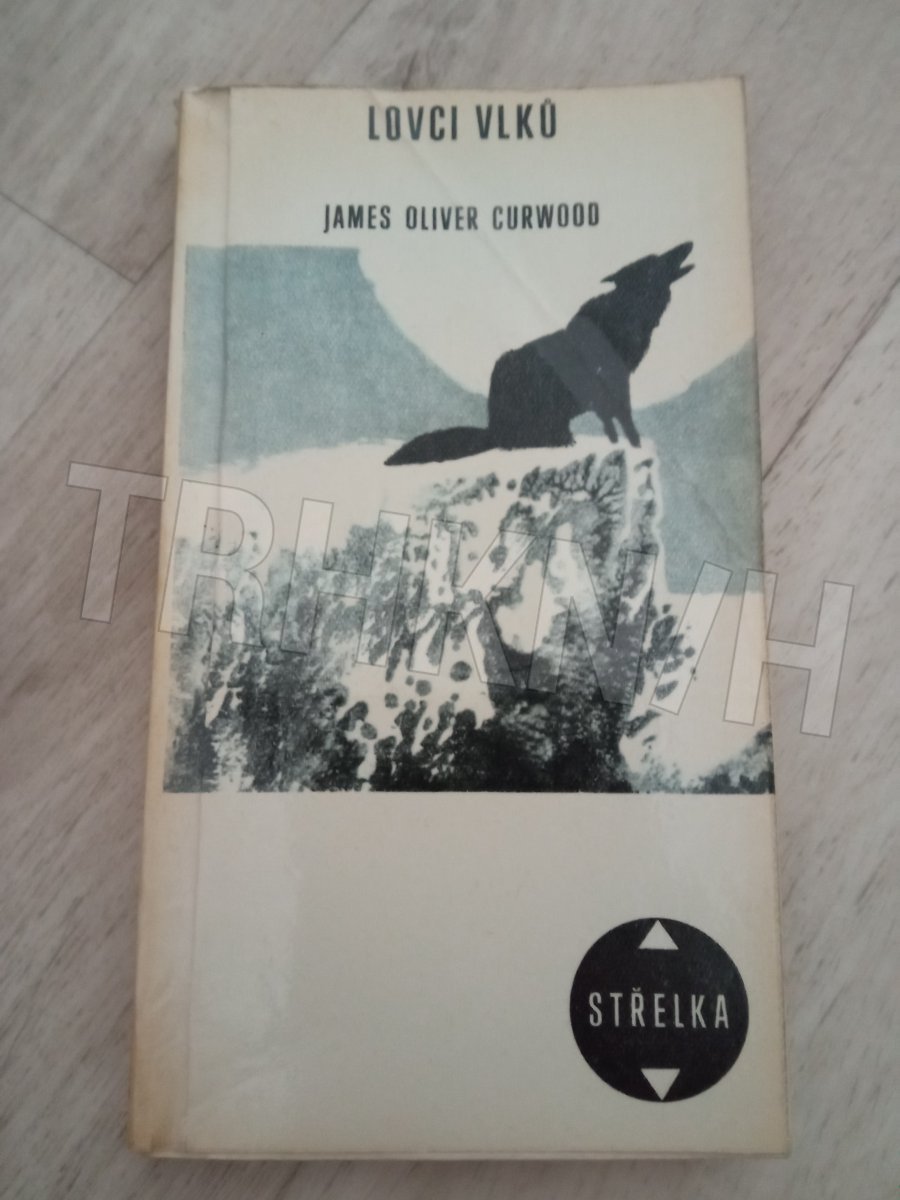 LOVCI VLKŮ
JAMES OLIVER CURWOOD
TRHKNIH
STŘELKA